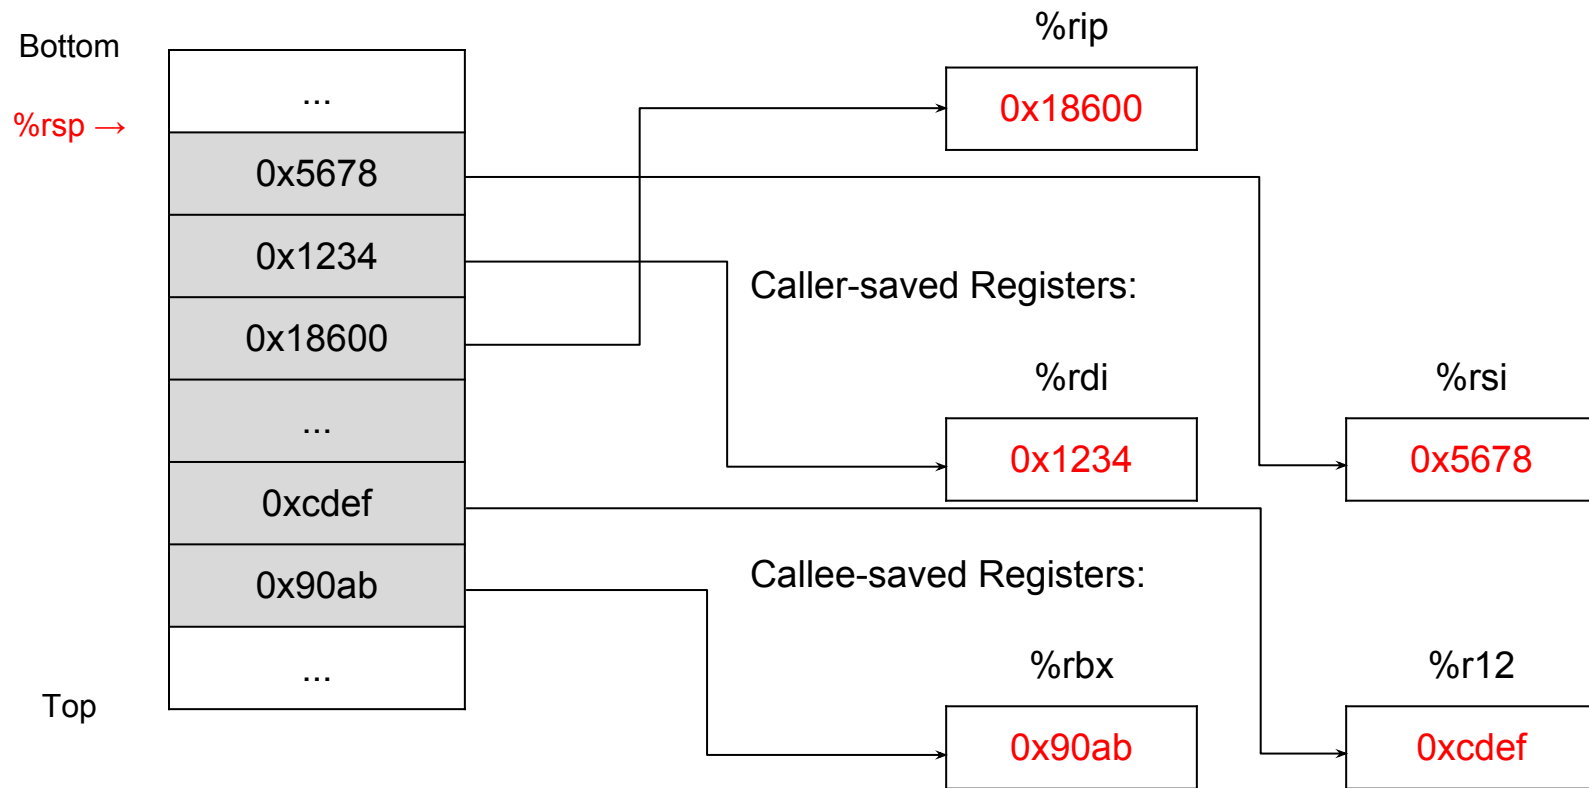 Bottom
%rsp →
...
0x5678
0x1234
0x18600
...
0xcdef
0x90ab
...
Top
%rip
0x18600
Caller-saved Registers:
%rdi
0x1234
%rsi
0x5678
Callee-saved Registers:
%rbx
0x90ab
%r12
0xcdef